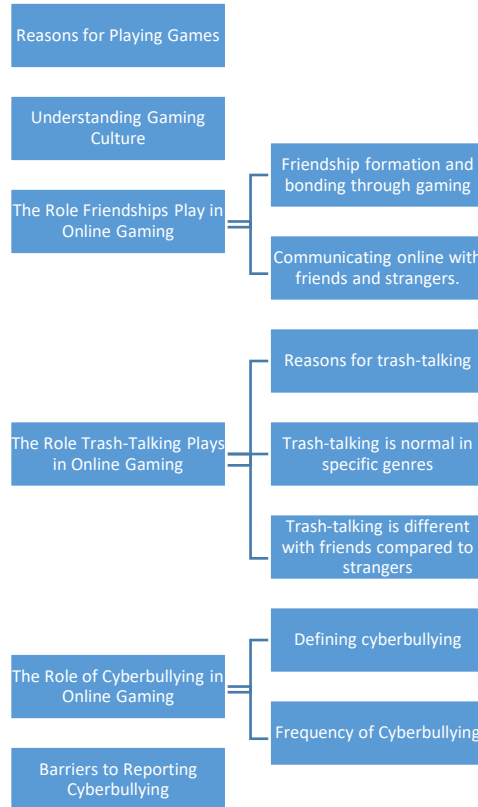 Reasons for Playing Games
Understanding Gaming
Culture
The Role Friendships Play in
Online Gaming
Friendship formation and
bonding through gaming
Communicating online with
friends and strangers.
The Role Trash-Talking Plays
in Online Gaming
Reasons for trash-talking
Trash-talking is normal in
specific genres
Trash-talking is different
with friends compared to
strangers
The Role of Cyberbullying in
Online Gaming
Defining cyberbullying
Frequency of Cyberbullying
Barriers to Reporting
Cyberbullying